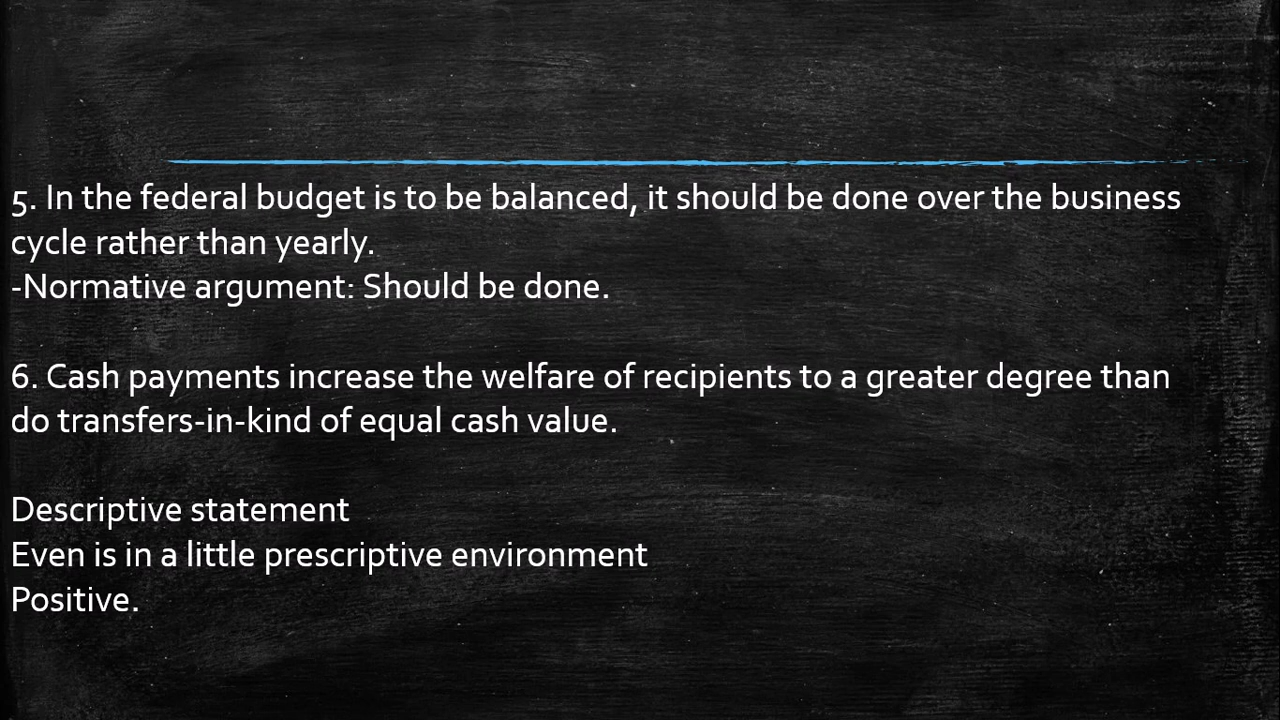 5. In the federal budget is to be balanced, it should be done over the business
cycle rather than yearly.
-Normative argument: Should be done.
6. Cash payments increase the welfare of recipients to a greater degree than
do transfers-in-kind of equal cash value.
Descriptive statement
Even is in a little prescriptive environment
Positive.